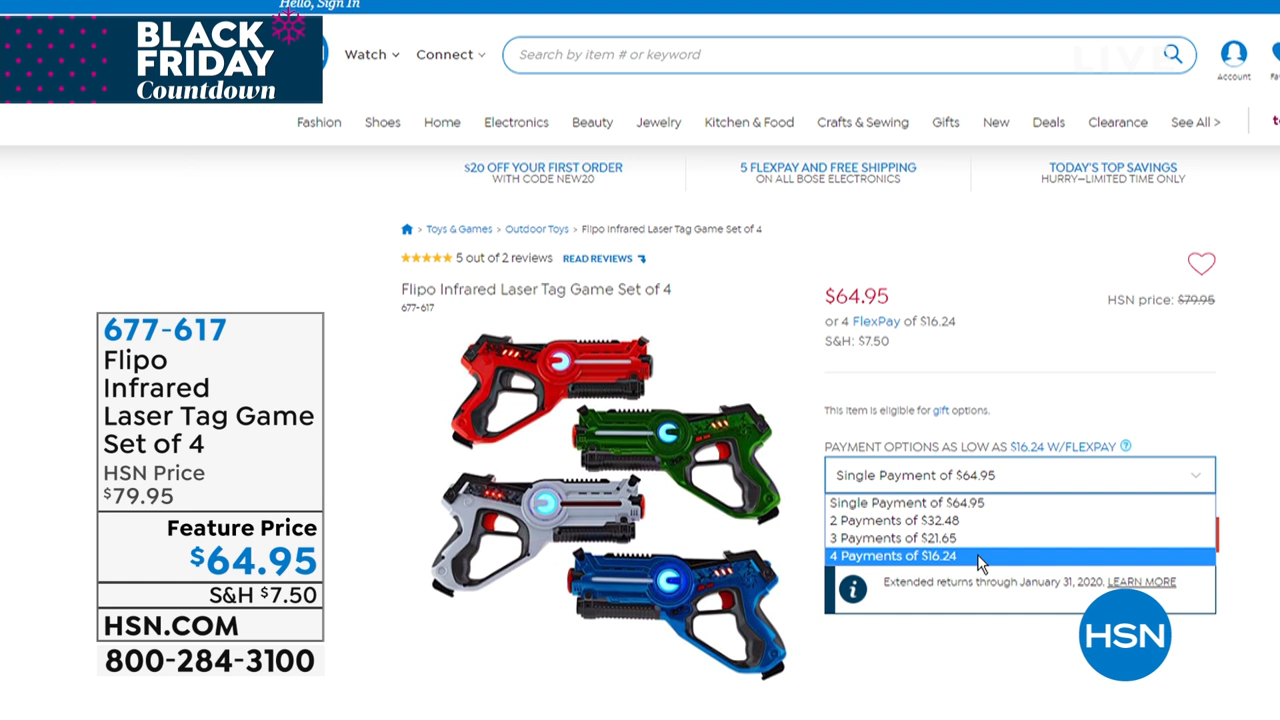 Hello, Sign In
BLACK
FRIDAY
Countdown
Watch
Connect
Search by item # or keyword
LIVE
Account
Fashion
Shoes
Home
Electronics
Beauty
Jewelry
Kitchen & Food
Crafts & Sewing
Gifts
New
Deals
Clearance
See All >
$20 OFF YOUR FIRST ORDER
WITH CODE NEW20
5 FLEXPAY AND FREE SHIPPING
ON ALL BOSE ELECTRONICS
TODAY'S TOP SAVINGS
HURRY—LIMITED TIME ONLY
> Toys & Games > Outdoor Toys > Flipo Infrared Laser Tag Game Set of 4
5 out of 2 reviews READ REVIEWS
Flipo Infrared Laser Tag Game Set of 4
677-617
$64.95
HSN price: $79.95
or 4 FlexPay of $16.24
S&H: $7.50
This item is eligible for gift options.
PAYMENT OPTIONS AS LOW AS $16.24 W/FLEXPAY ?
Single Payment of $64.95
Single Payment of $64.95
2 Payments of $32.48
3 Payments of $21.65
4 Payments of $16.24
Extended returns through January 31, 2020. LEARN MORE
677-617
Flipo
Infrared
Laser Tag Game
Set of 4
HSN Price
$79.95
Feature Price
$64.95
S&H $7.50
HSN.COM
800-284-3100
HSN